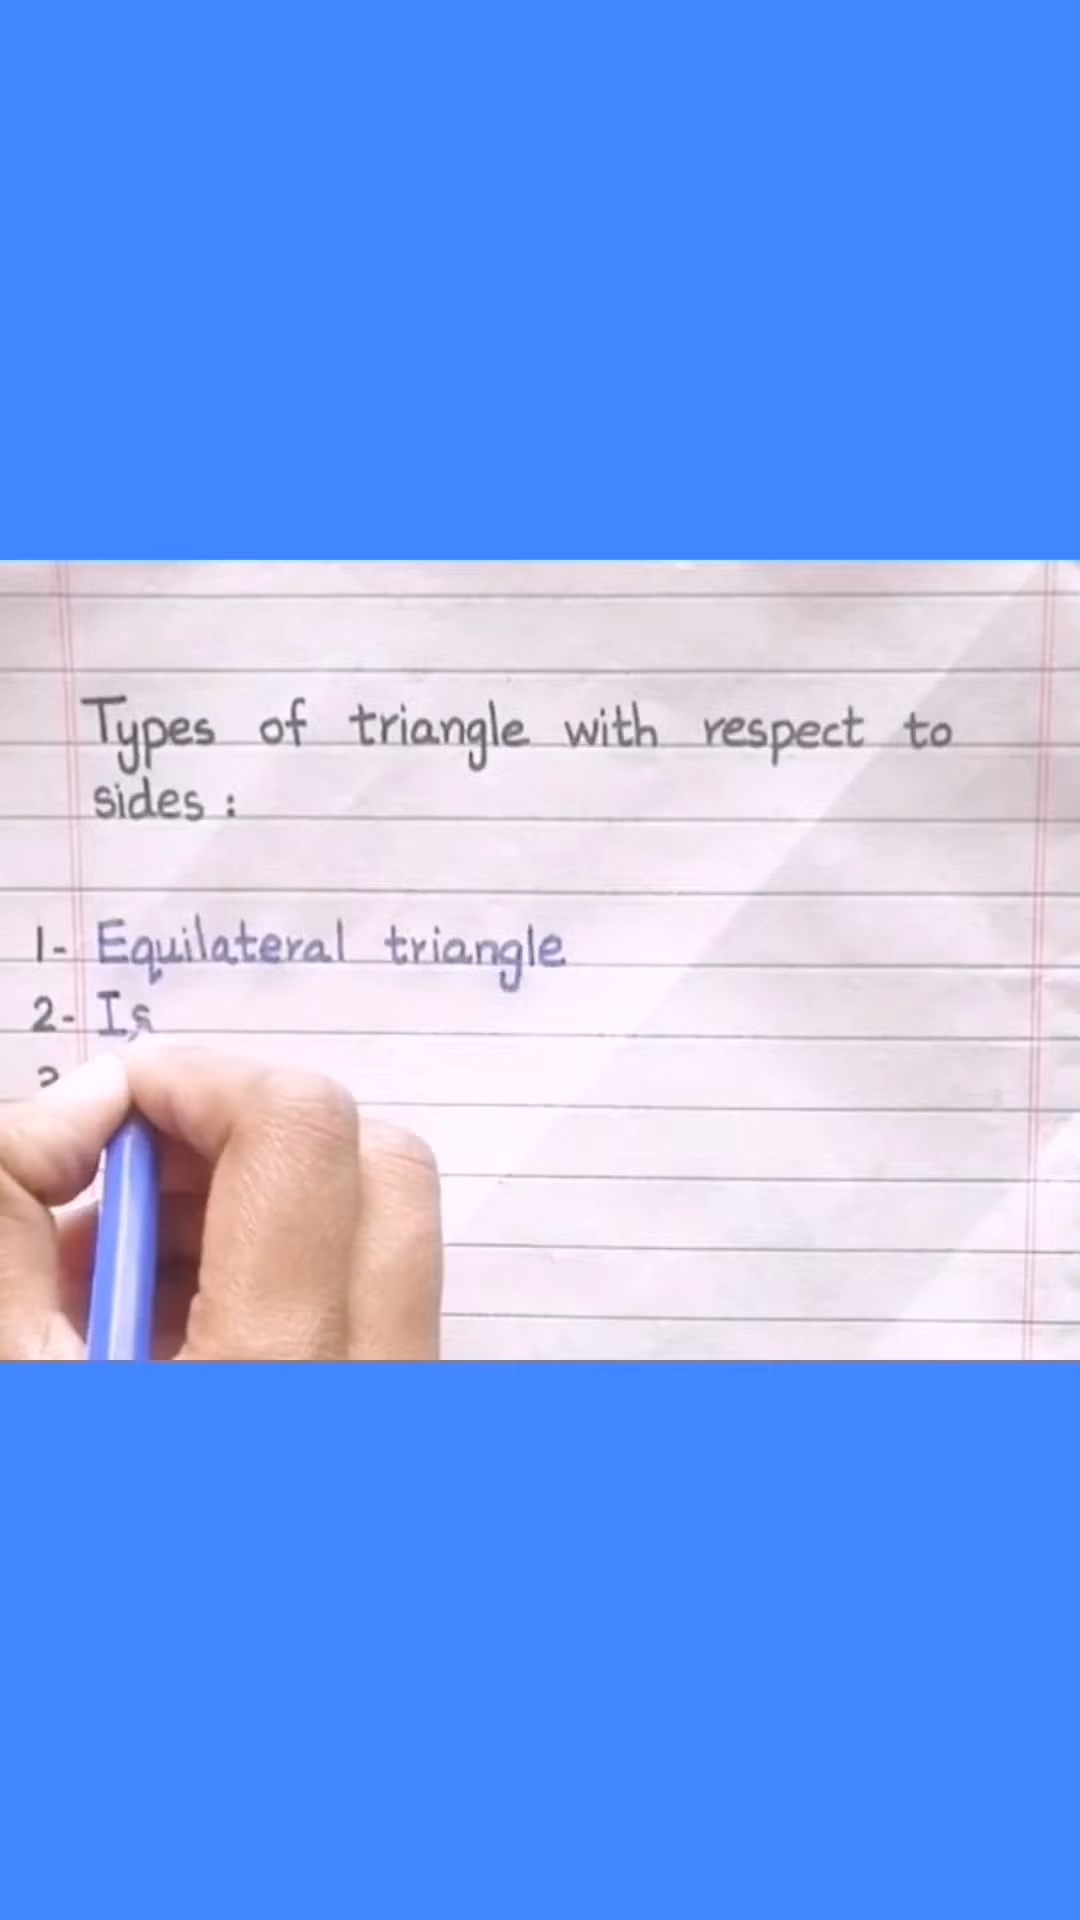 Types of triangle with respect to
sides :
1- Equilateral triangle
2- Is